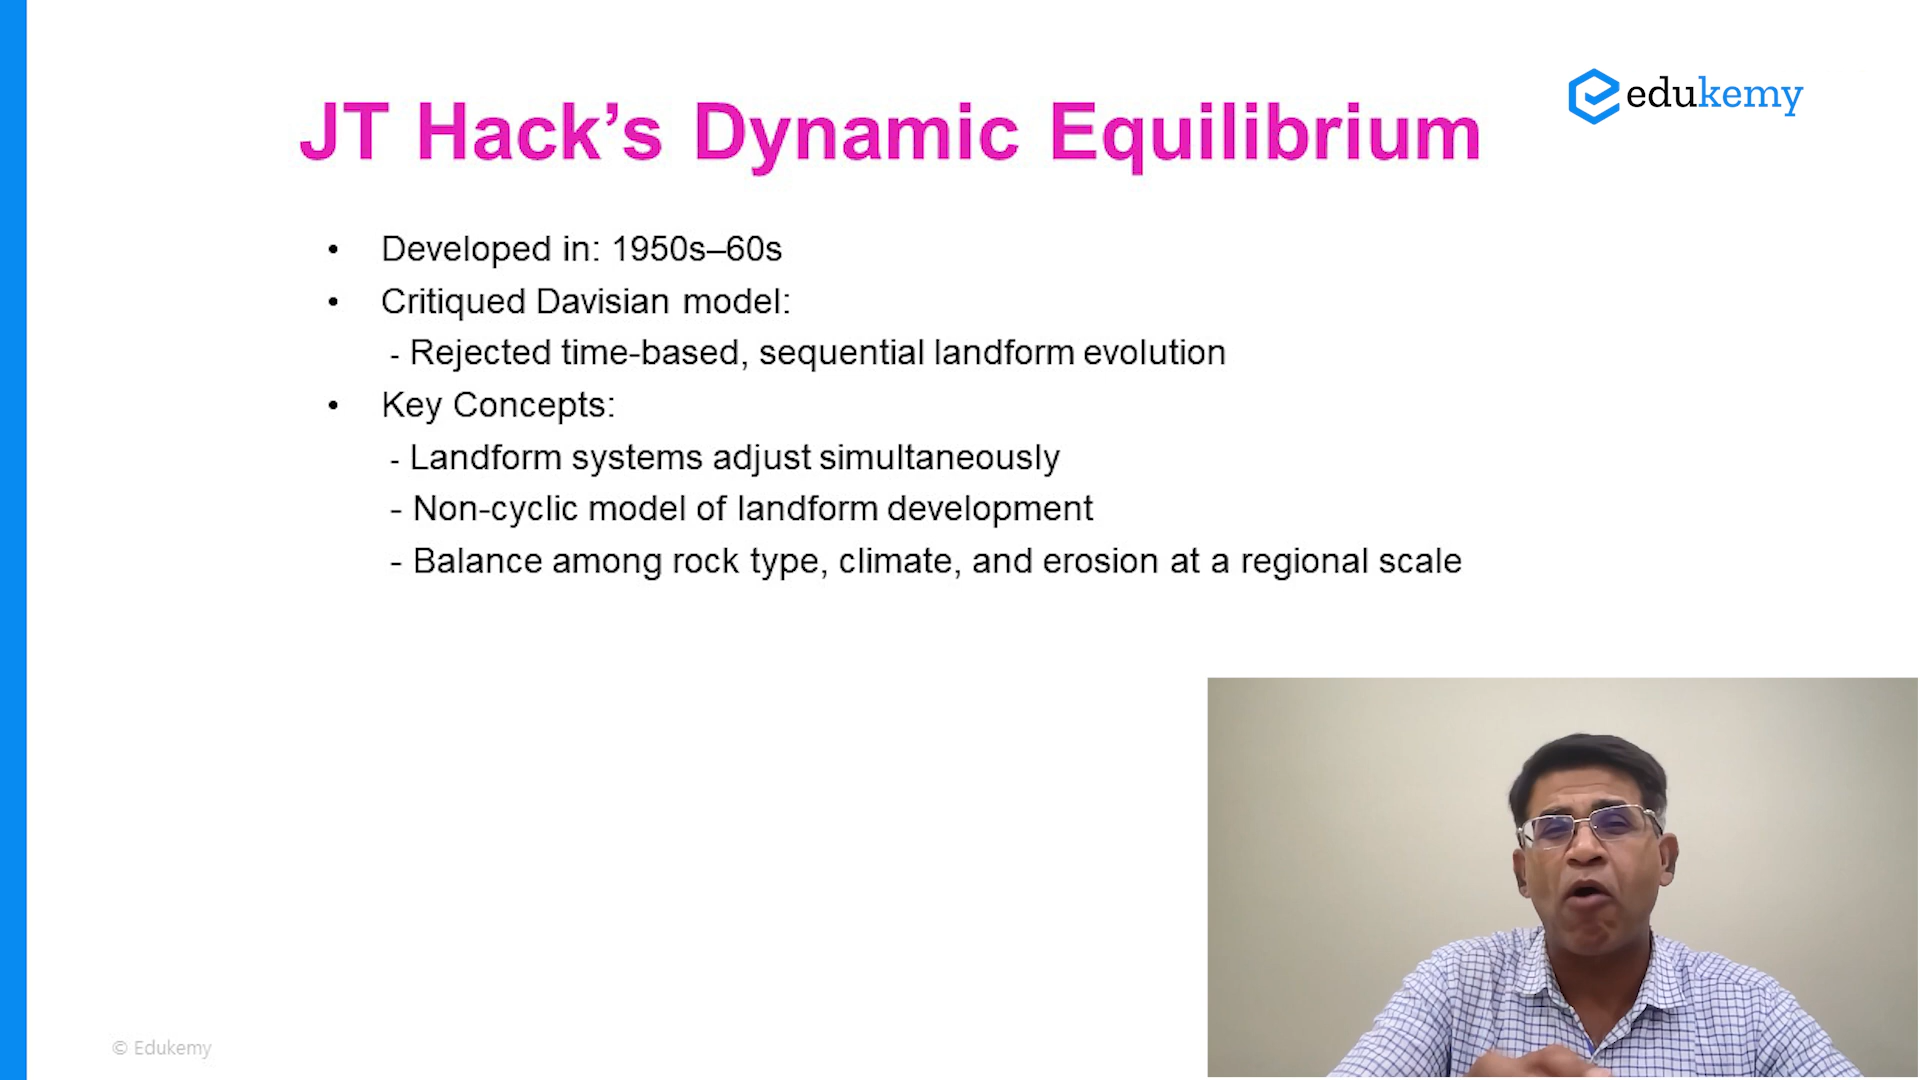 edukemy
JT Hack’s Dynamic Equilibrium
• Developed in: 1950s–60s
• Critiqued Davisian model:
- Rejected time-based, sequential landform evolution
• Key Concepts:
- Landform systems adjust simultaneously
- Non-cyclic model of landform development
- Balance among rock type, climate, and erosion at a regional scale
© Edukemy